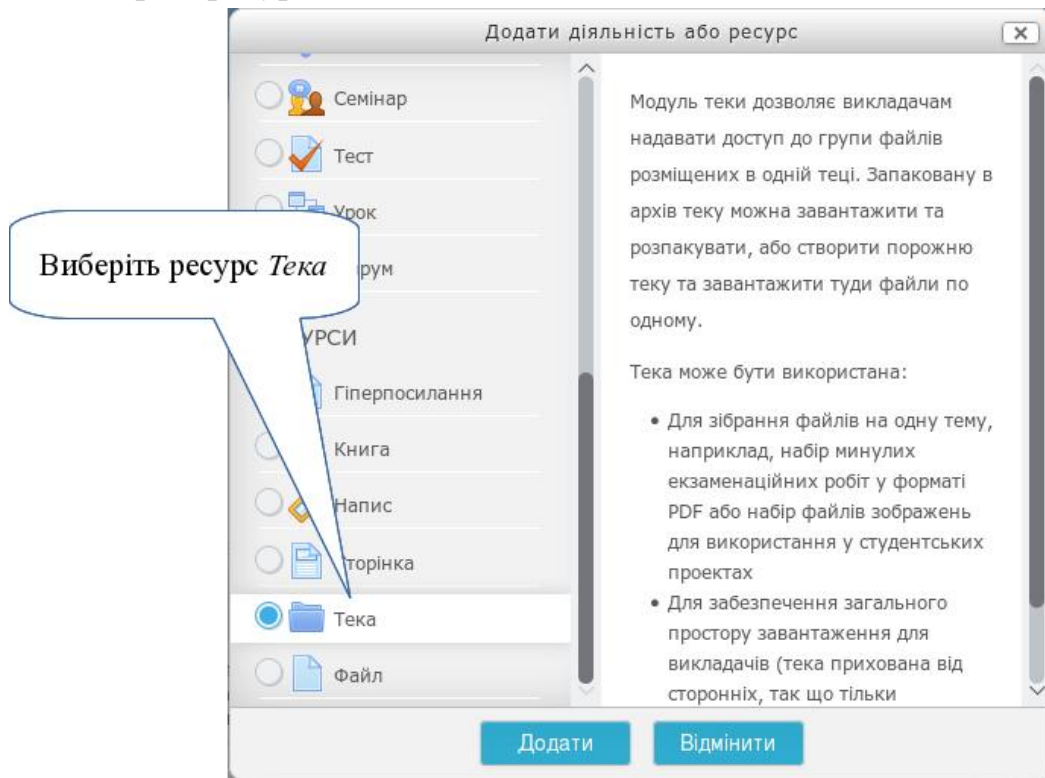 Додати діяльність або ресурс
Семінар
Тест
Урок
рум
УРСИ
Гіперпосилання
Книга
Напис
торінка
Тека
Файл
Виберіть ресурс Тека
Модуль теки дозволяє викладачам
надавати доступ до групи файлів
розміщених в одній теці. Запаковану в
архів теку можна завантажити та
розпакувати, або створити порожню
теку та завантажити туди файли по
одному.
Тека може бути використана:
• Для зібрання файлів на одну тему,
наприклад, набір минулих
екзаменаційних робіт у форматі
PDF або набір файлів зображень
для використання у студентських
проектах
• Для забезпечення загального
простору завантаження для
викладачів (тека прихована від
сторонніх, так що тільки
Додати
Відмінити